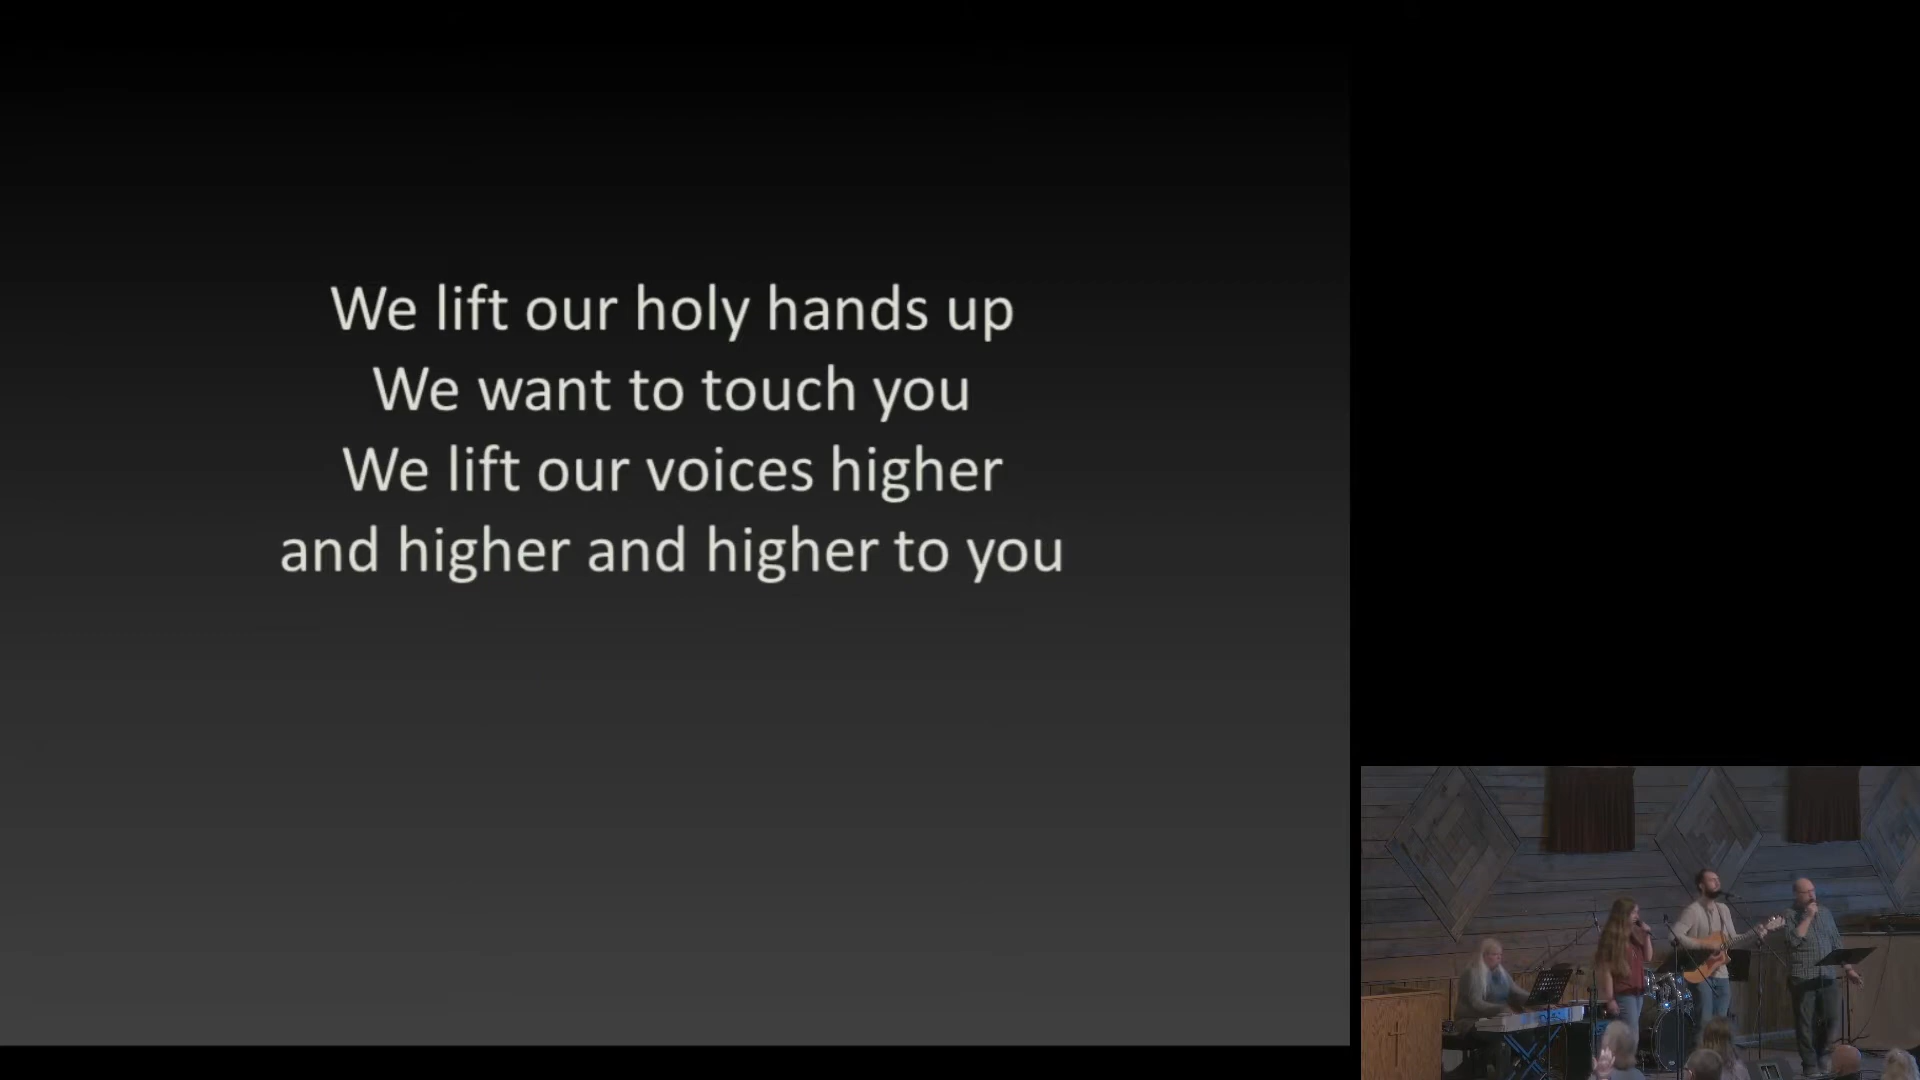 We lift our holy hands up
We want to touch you
We lift our voices higher
and higher and higher to you